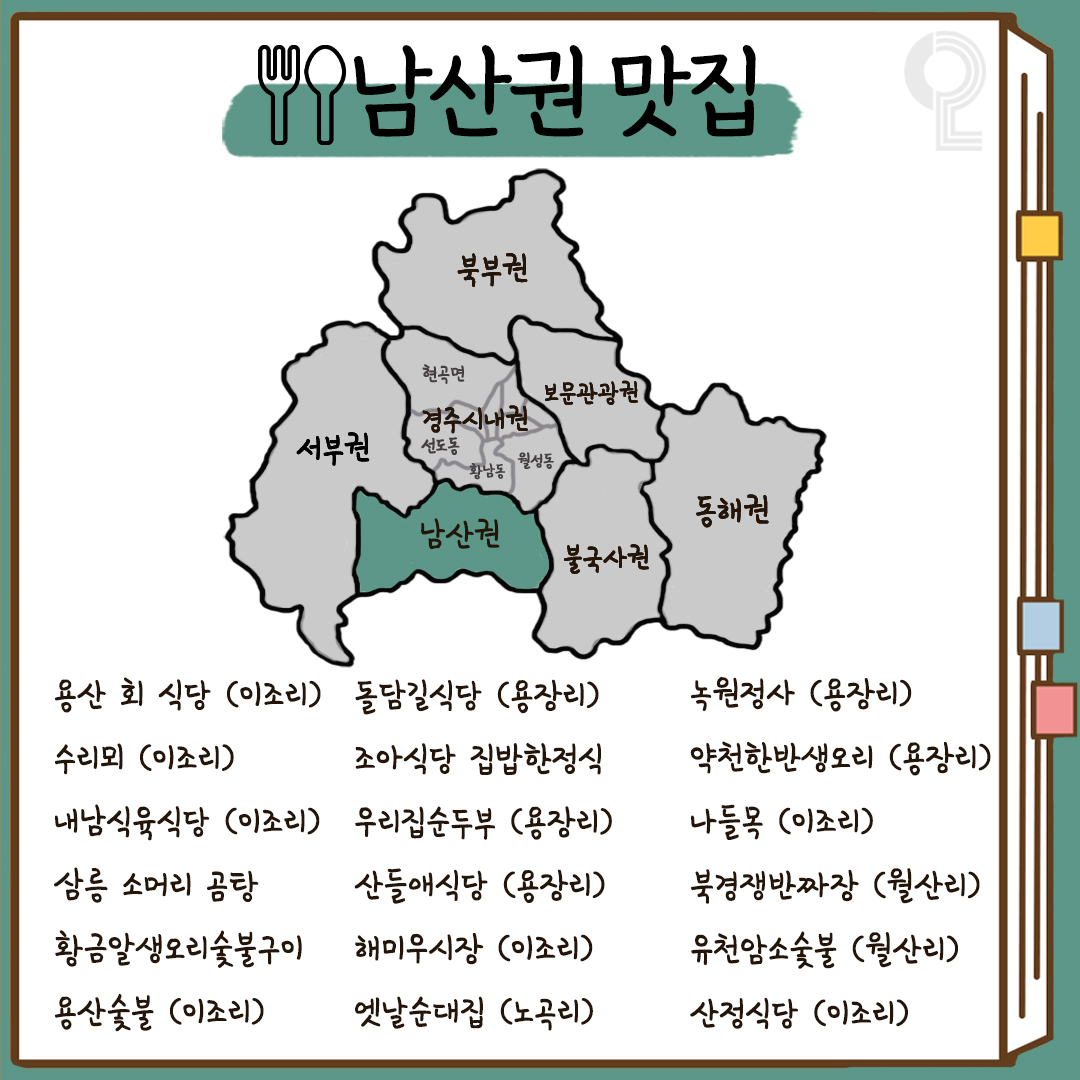 남산권 맛집
북부권
현곡면
보문관광권
경주시내권
선도동
서부권
황남동
월성동
동해권
남산권
불국사권
용산 회 식당 (이조리) 돌담길식당 (용장리) 녹원정사 (용장리)
수리뫼 (이조리) 조아식당 집밥한정식 약천한반생오리 (용장리)
내남식육식당 (이조리) 우리집순두부 (용장리) 나들목 (이조리)
삼릉 소머리 곰탕 산들애식당 (용장리) 북경쟁반짜장 (월산리)
황금알생오리숯불구이 해미우시장 (이조리) 유천암소숯불 (월산리)
용산숯불 (이조리) 옛날순대집 (노곡리) 산정식당 (이조리)